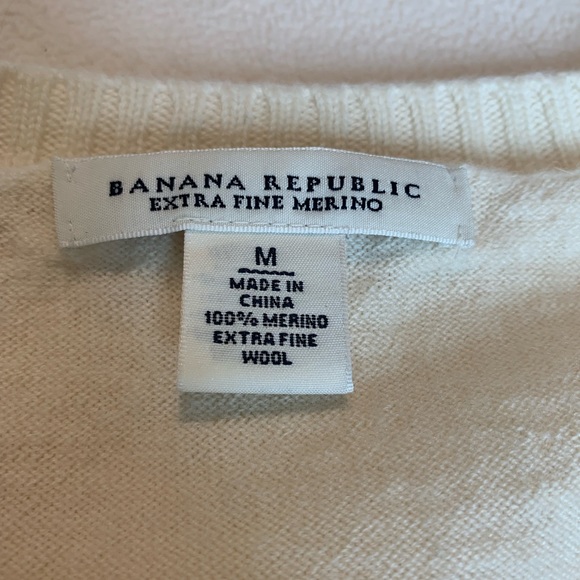 BANANA REPUBLIC
EXTRA FINE MERINO
M
MADE IN
CHINA
100% MERINO
EXTRA FINE
WOOL